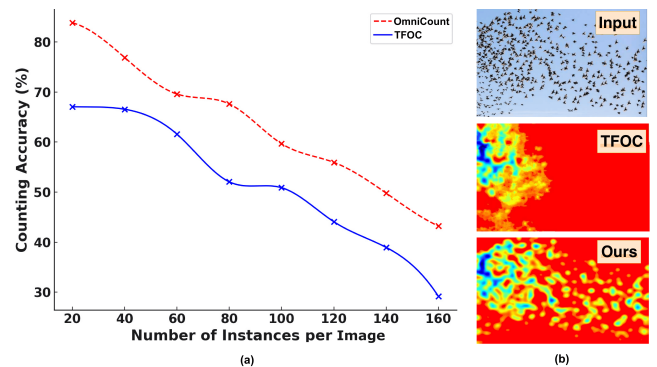 OmniCount
TFOC
80
70
60
50
40
30
Counting Accuracy (%)
20 40 60 80 100 120 140 160
Number of Instances per Image
(a)
Input
TFOC
Ours
(b)